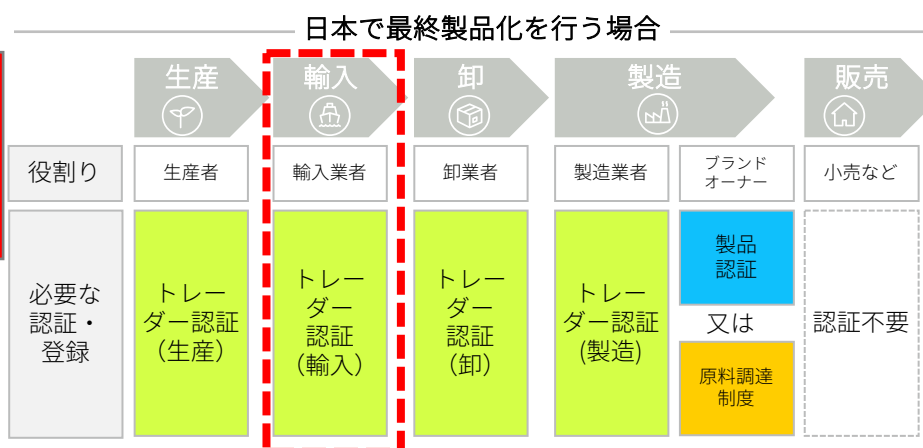 日本で最終製品化を行う場合
生産
輸入
卸
製造
販売
役割り
生産者
輸入業者
卸業者
製造業者
ブランド
オーナー
小売など
必要な
認証・
登録
トレー
ダー認証
（生産）
トレー
ダー
認証
（輸入）
トレー
ダー
認証
（卸）
トレー
ダー認証
(製造)
製品
認証
又は
原料調達
制度
認証不要